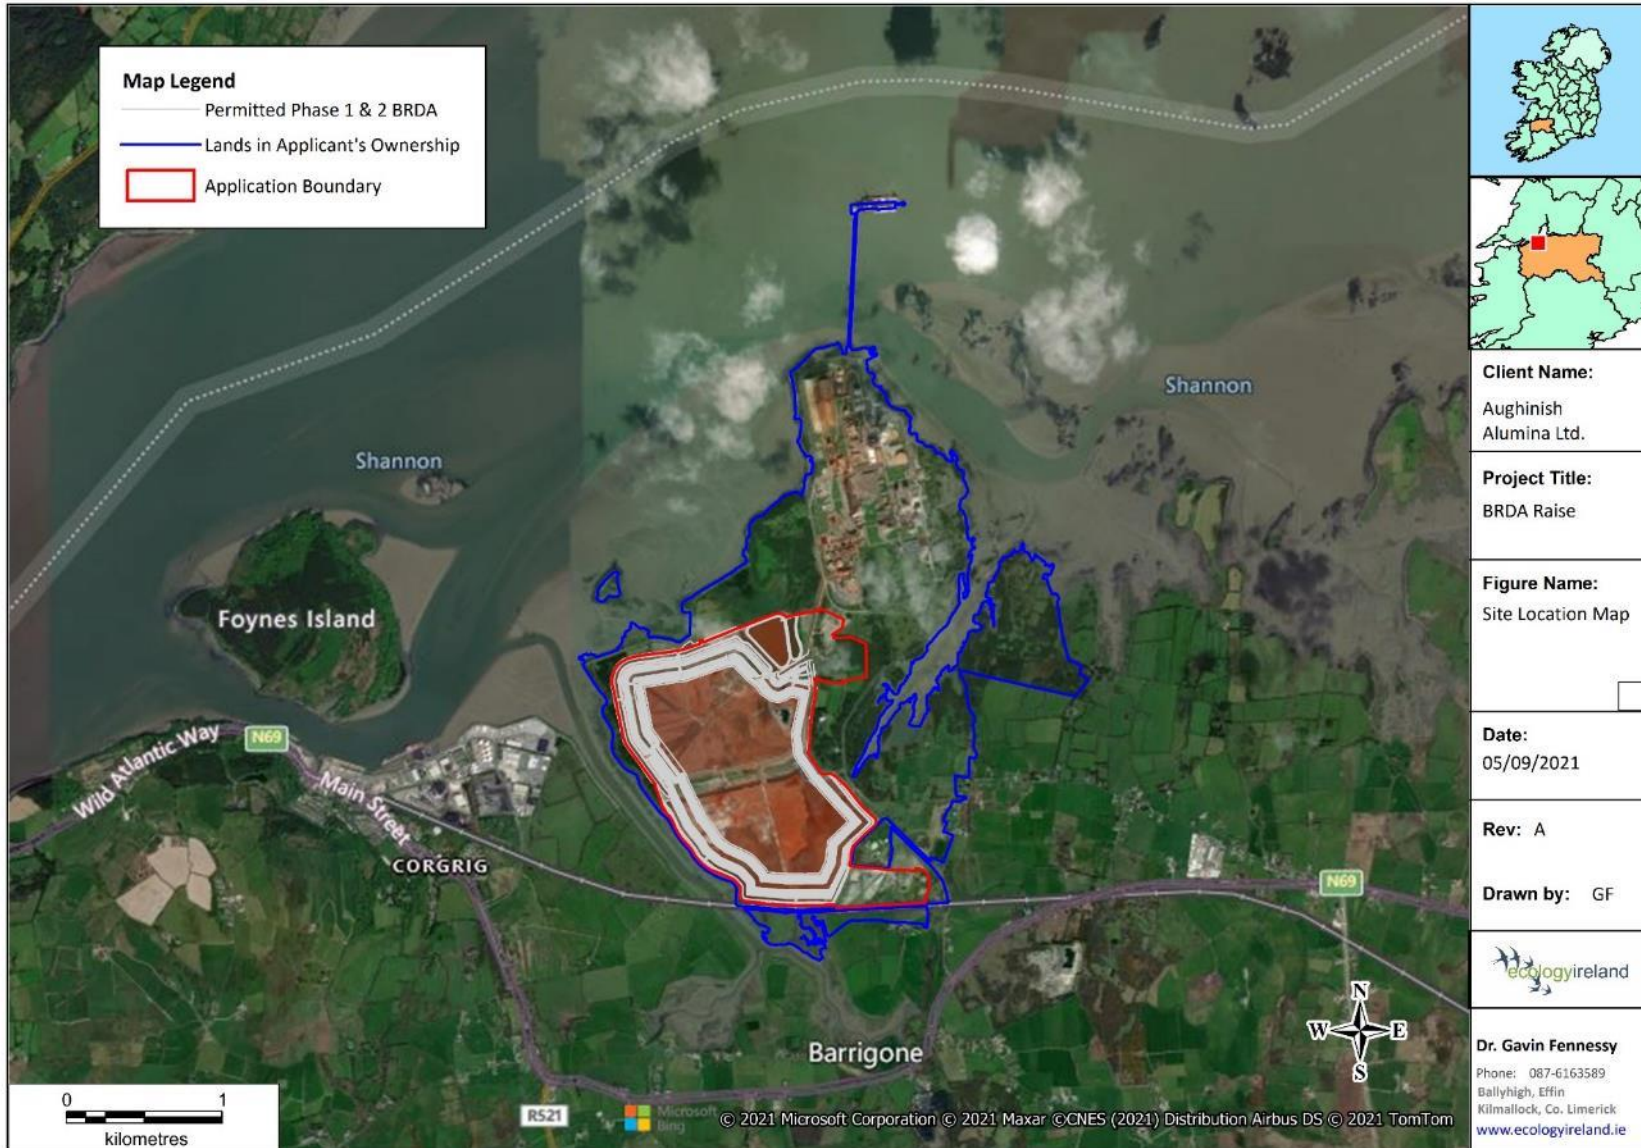 Map Legend
Permitted Phase 1 & 2 BRDA
Lands in Applicant's Ownership
Application Boundary
Shannon
Shannon
Foynes Island
N69
Wild Atlantic Way
Main Street
CORGRIG
N69
Barrigone
R521
0 1
kilometres
N
W E
S
Microsoft
Bing
© 2021 Microsoft Corporation © 2021 Maxar ©CNES (2021) Distribution Airbus DS © 2021 TomTom
Client Name:
Aughinish
Alumina Ltd.
Project Title:
BRDA Raise
Figure Name:
Site Location Map
Date:
05/09/2021
Rev: A
Drawn by: GF
ecologyireland
Dr. Gavin Fennessy
Phone: 087-6163589
Ballyhigh, Effin
Kilmallock, Co. Limerick
www.ecologyireland.ie